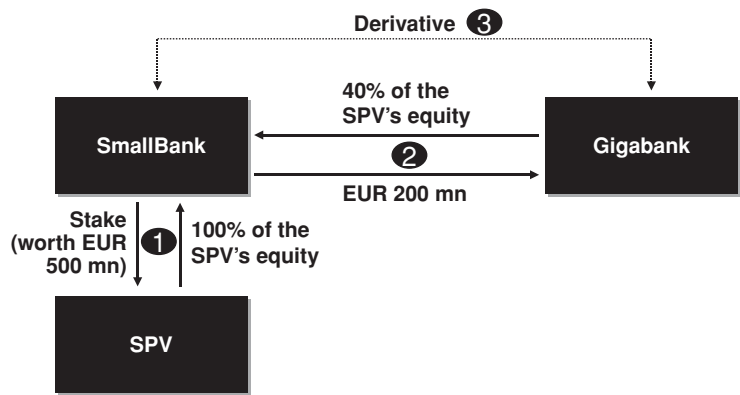 Derivative 3
40% of the
SPV's equity
SmallBank
Gigabank
2
EUR 200 mn
Stake
(worth EUR
500 mn)
1
100% of the
SPV's equity
SPV